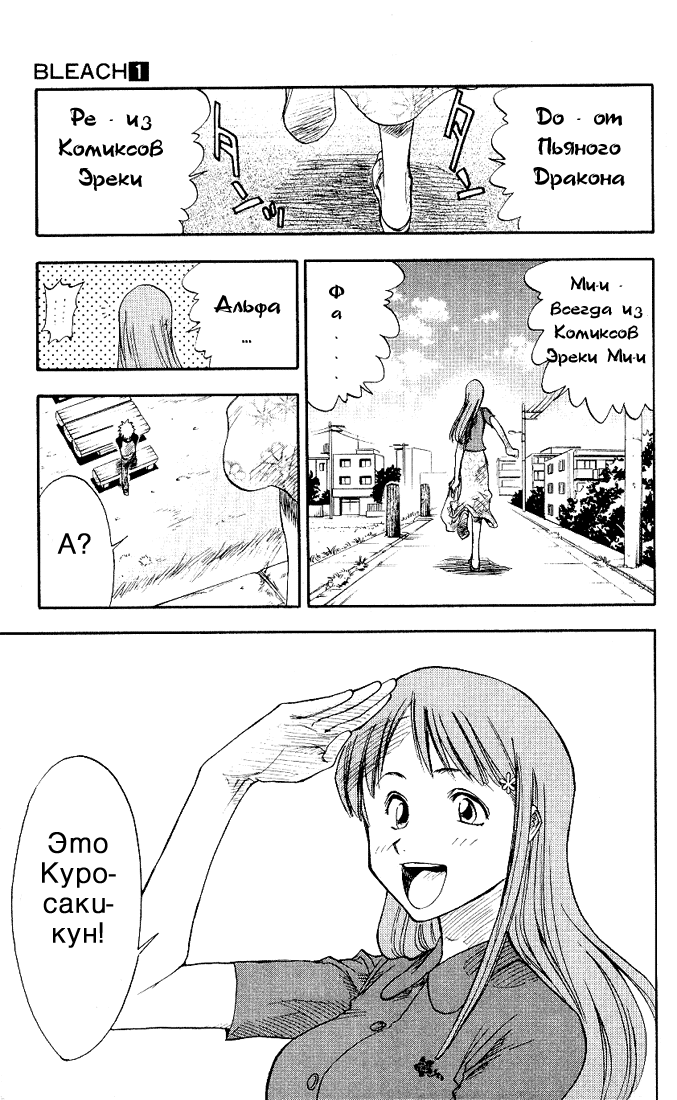 BLEACH 1
До - от
Пьяного
Дракона
Ре - из
Комиксов
Эреки
Ми-и -
всегда из
Комиксов
Эреки Ми-и
Ф
а
.
.
.
.
Альфа
...
А?
Это
Куро-
саки-
кун!